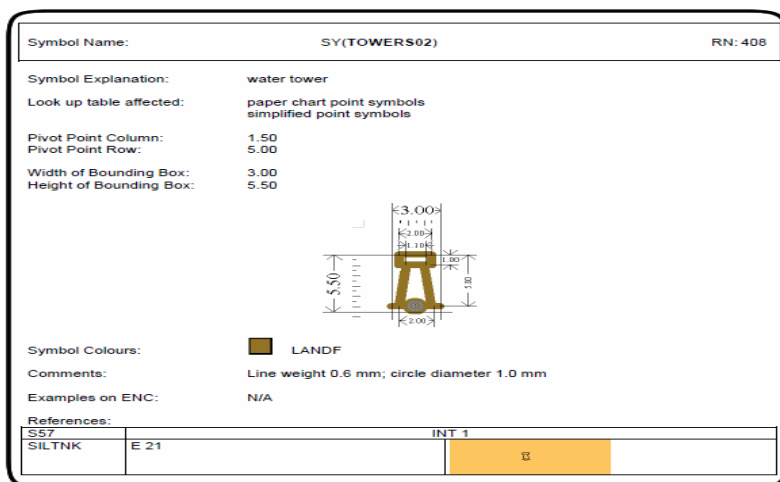 Symbol Name: SY(TOWERS02) RN: 408
Symbol Explanation: water tower
Look up table affected: paper chart point symbols
simplified point symbols
Pivot Point Column: 1.50
Pivot Point Row: 5.00
Width of Bounding Box: 3.00
Height of Bounding Box: 5.50
3.00
2.00
1.10
1.00
5.50
5.00
2.00
Symbol Colours: LANDF
Comments: Line weight 0.6 mm; circle diameter 1.0 mm
Examples on ENC: N/A
References:
S57 INT 1
SILTNK E 21